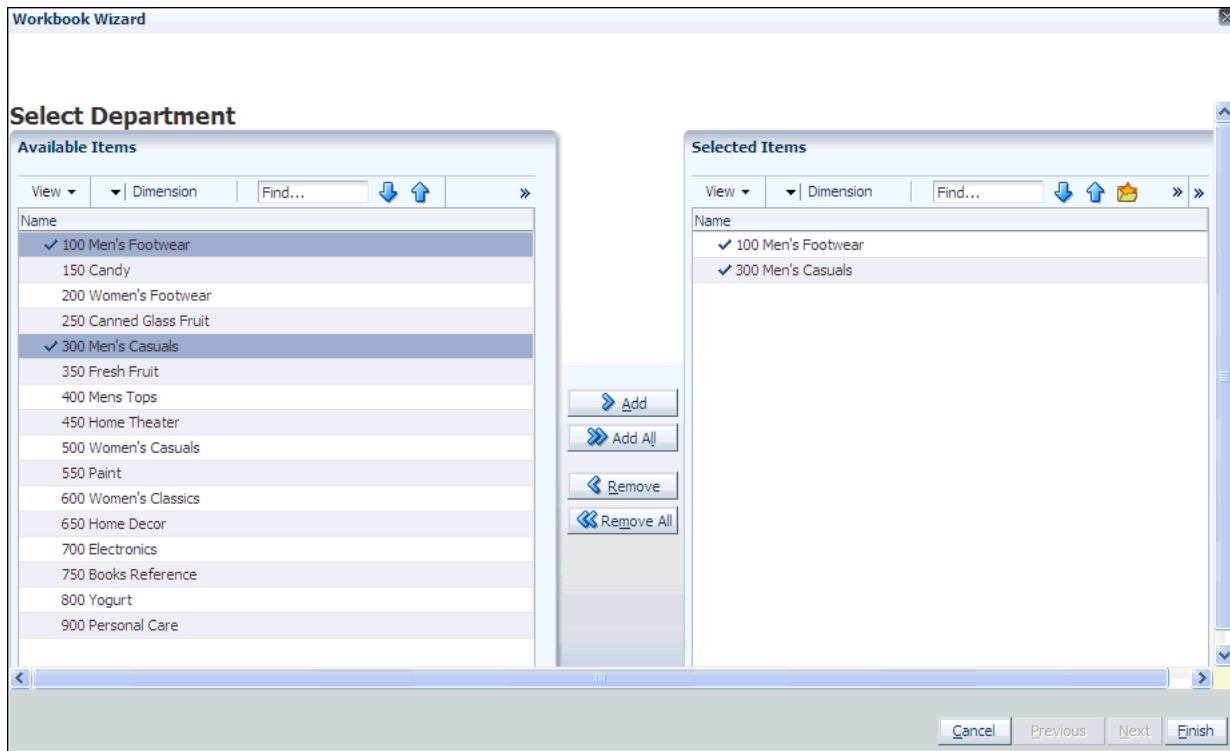 Workbook Wizard
Select Department
Available Items
View
Dimension
Find...
»
Name
100 Men's Footwear
150 Candy
200 Women's Footwear
250 Canned Glass Fruit
300 Men's Casuals
350 Fresh Fruit
400 Mens Tops
450 Home Theater
500 Women's Casuals
550 Paint
600 Women's Classics
650 Home Decor
700 Electronics
750 Books Reference
800 Yogurt
900 Personal Care
Add
Add All
Remove
Remove All
Selected Items
View
Dimension
Find...
» »
Name
100 Men's Footwear
300 Men's Casuals
Cancel Previous Next Finish